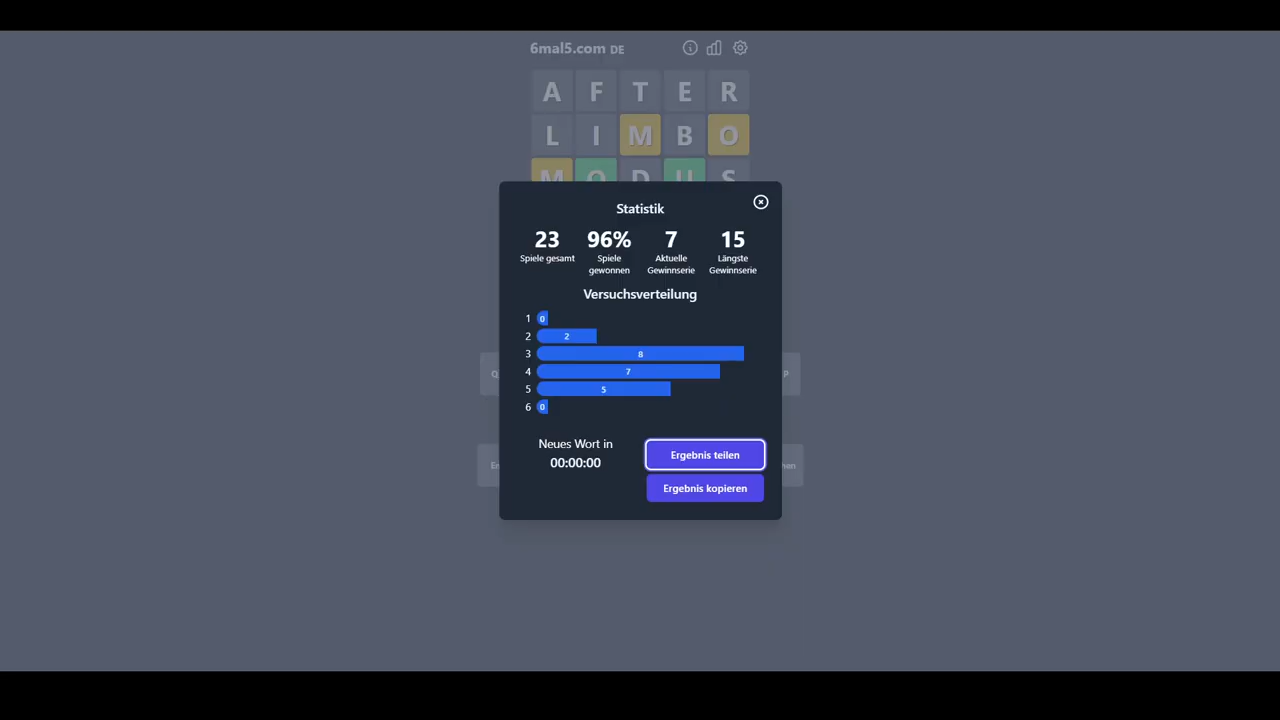 6mal5.com DE
A F T E R
L I M B O
M O D U S
Statistik
23 96% 7 15
Spiele gesamt Spiele gewonnen Aktuelle Gewinnserie Längste Gewinnserie
Versuchsverteilung
1 0
2 2
3 8
4 7
5 5
6 0
Q P
Neues Wort in
00:00:00
Ergebnis teilen
Ergebnis kopieren